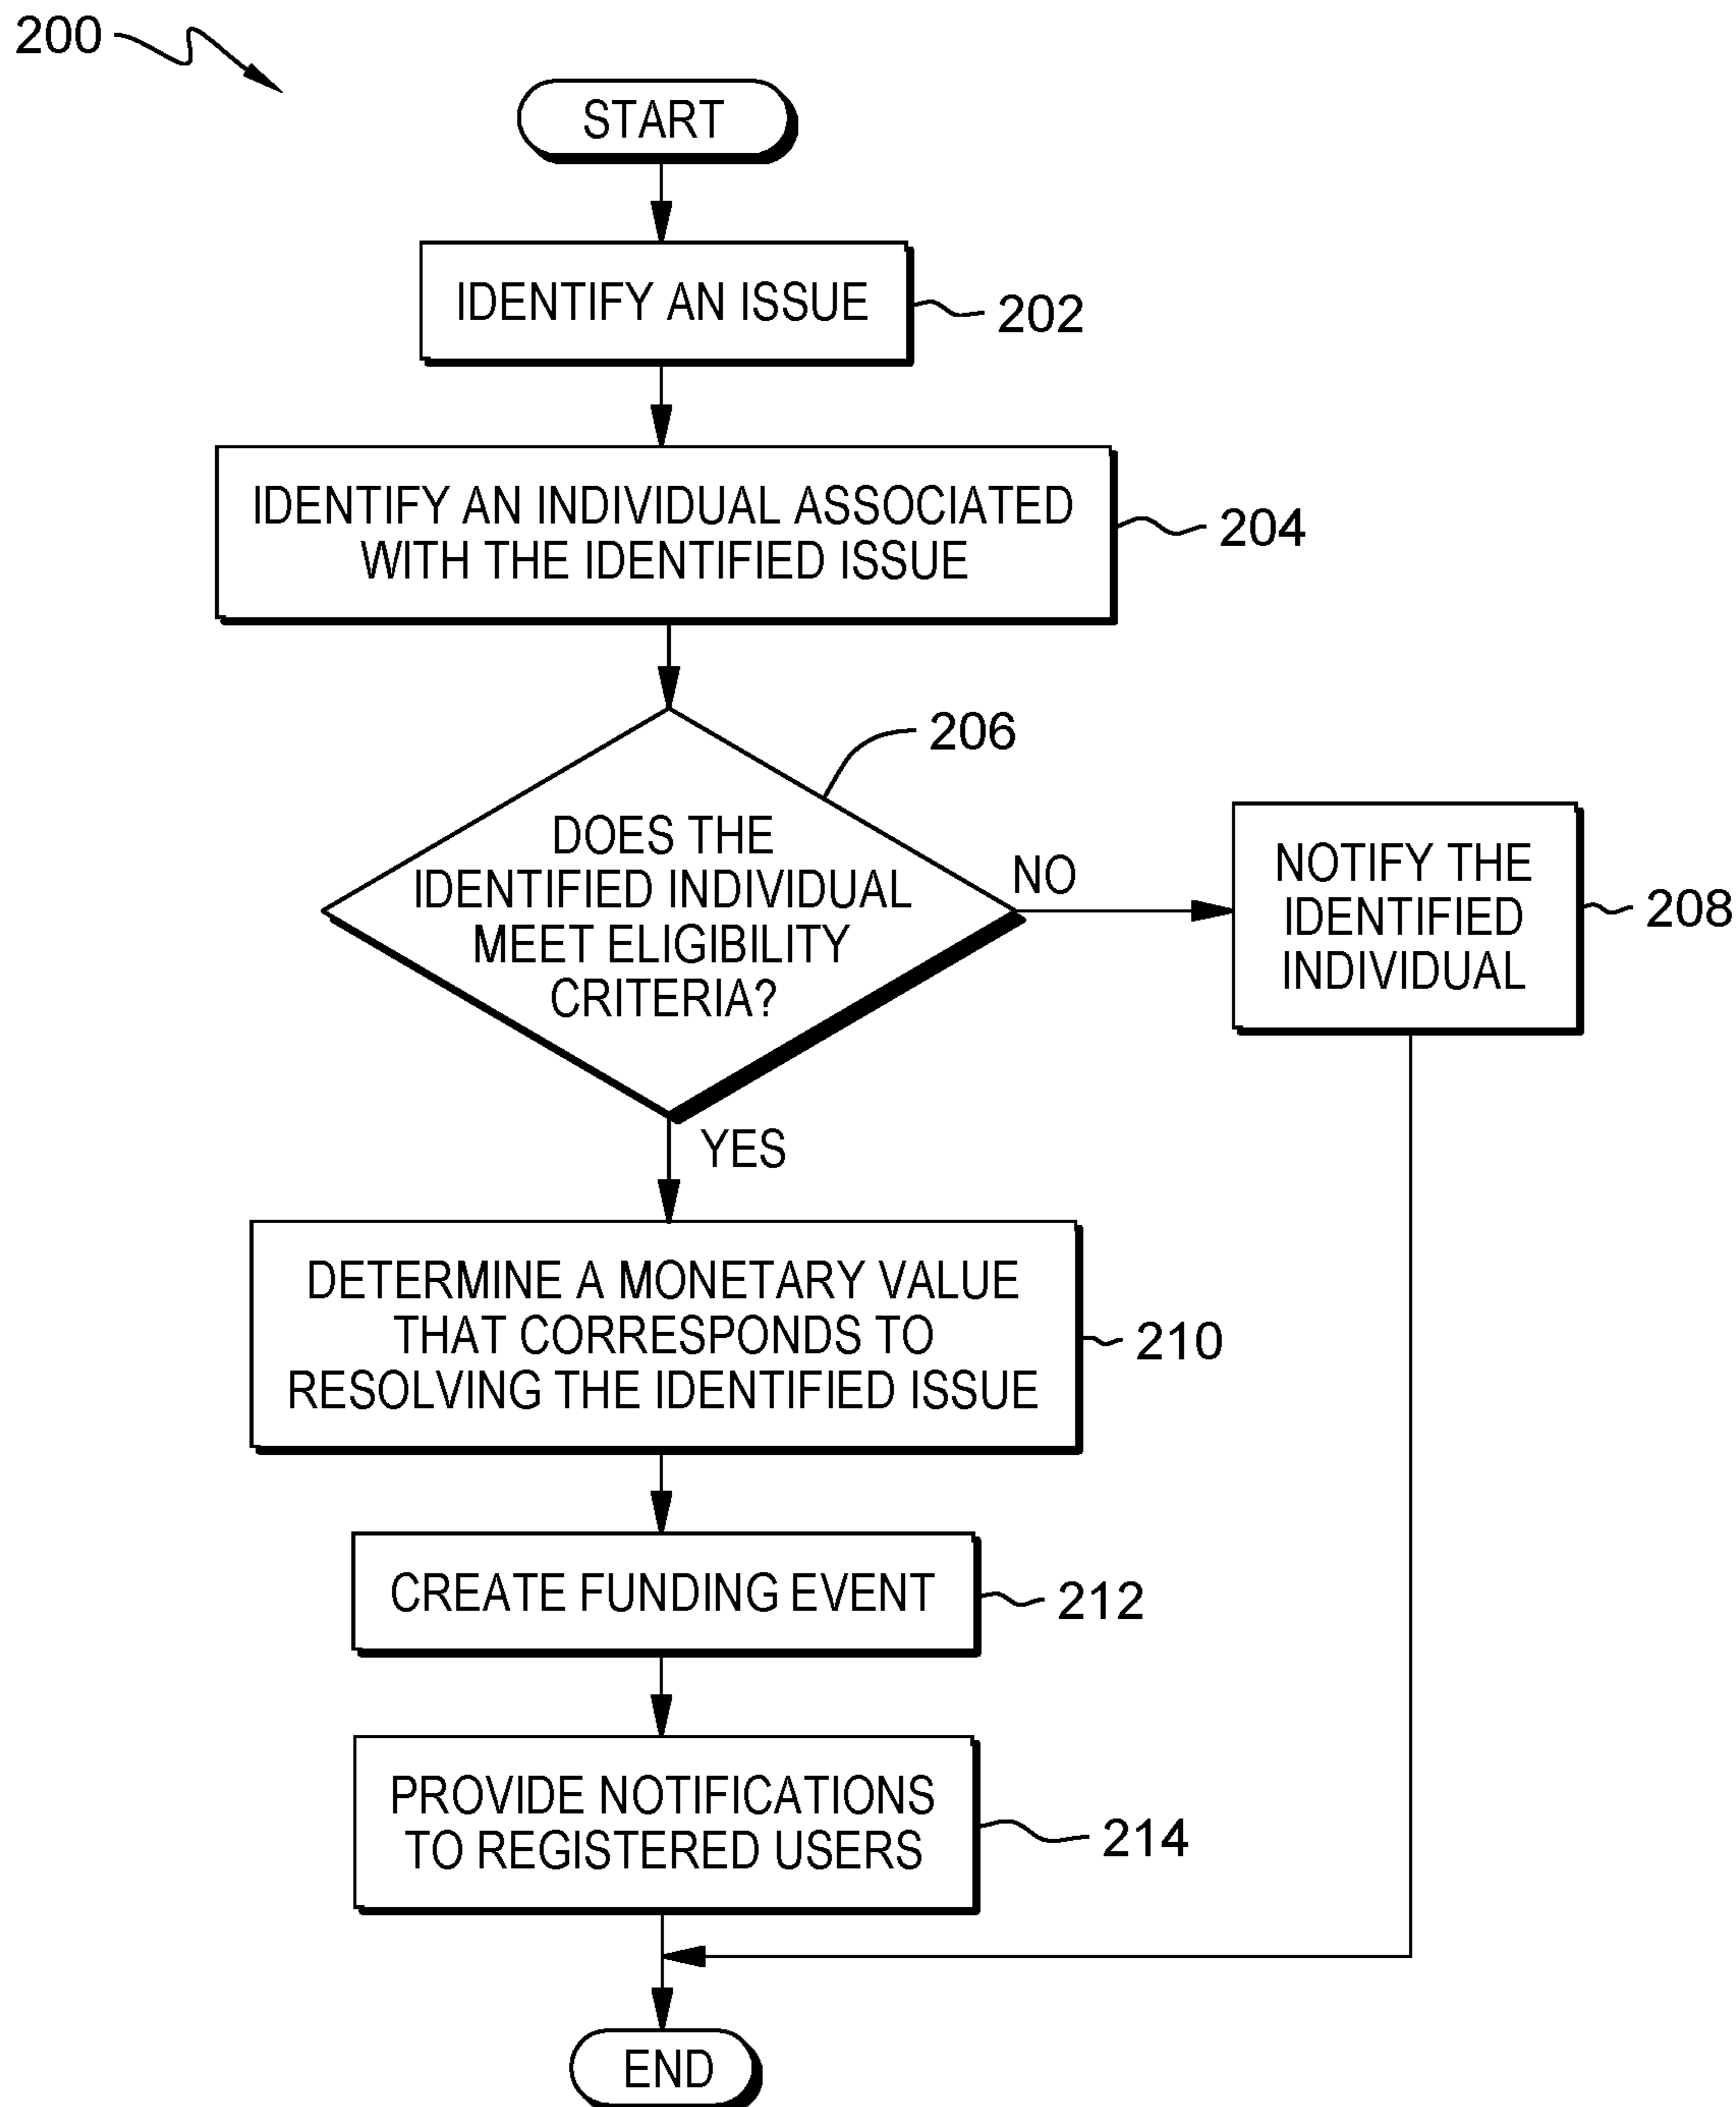 200
START
IDENTIFY AN ISSUE
202
IDENTIFY AN INDIVIDUAL ASSOCIATED
WITH THE IDENTIFIED ISSUE
204
206
DOES THE
IDENTIFIED INDIVIDUAL
MEET ELIGIBILITY
CRITERIA?
NO
NOTIFY THE
IDENTIFIED
INDIVIDUAL
208
YES
DETERMINE A MONETARY VALUE
THAT CORRESPONDS TO
RESOLVING THE IDENTIFIED ISSUE
210
CREATE FUNDING EVENT
212
PROVIDE NOTIFICATIONS
TO REGISTERED USERS
214
END